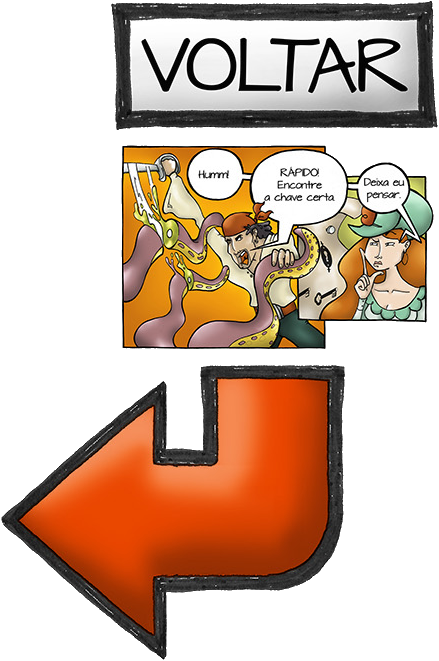 VOLTAR
Humm!
RÁPIDO!
Encontre
a chave certa
Deixa eu
pensar.